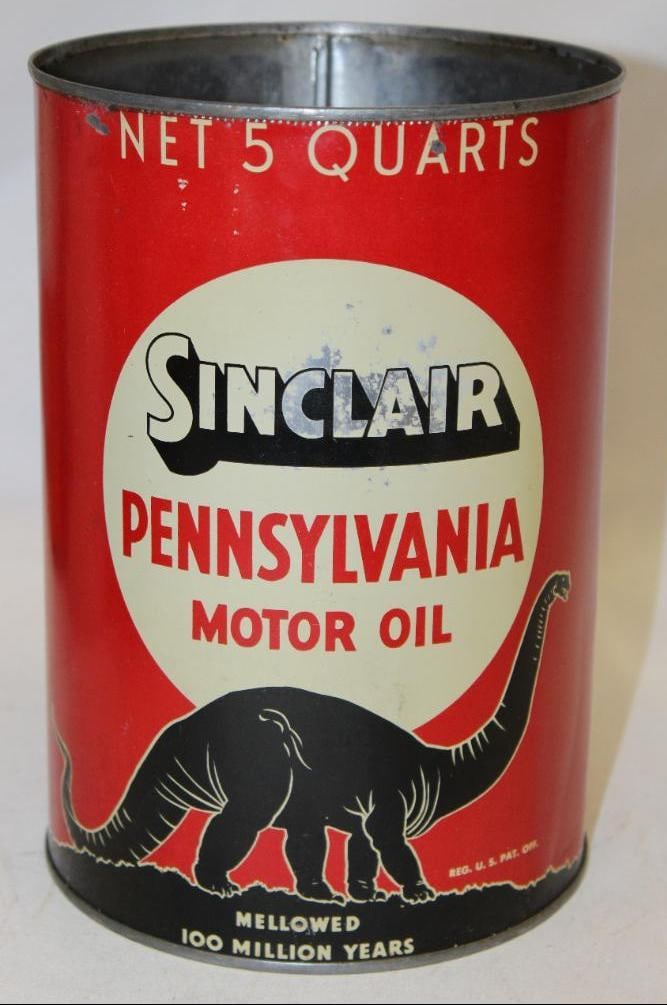 NET 5 QUARTS
SINCLAIR
PENNSYLVANIA
MOTOR OIL
REG. U. S. PAT. OFF.
MELLOWED
100 MILLION YEARS